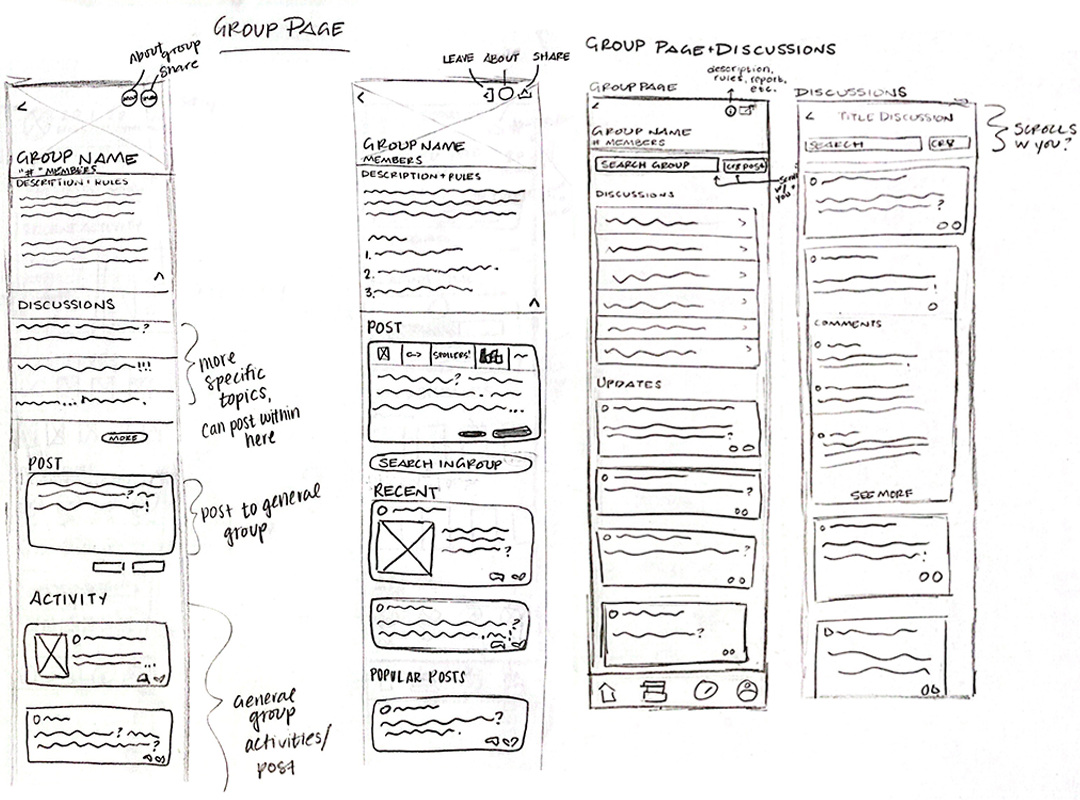 GROUP PAGE
About group
share
GROUP NAME
"#" MEMBERS
DESCRIPTION + RULES
DISCUSSIONS
?
!!!
...
MORE
more
specific
topics,
can post within
here
POST
?
!
post to general
group
ACTIVITY
...
?
?
general
group
activities/
post
LEAVE ABOUT SHARE
GROUP NAME
MEMBERS
DESCRIPTION + RULES
1.
2.
3.
POST
SPOILERS!
?
...
SEARCH IN GROUP
RECENT
?
?
POPULAR POSTS
?
GROUP PAGE + DISCUSSIONS
GROUP PAGE
description,
rules, report,
etc.
GROUP NAME
# MEMBERS
SEARCH GROUP
DISCUSSIONS
UPDATES
?
?
?
?
DISCUSSIONS
TITLE DISCUSSION
SEARCH
SCROLLS
W YOU?
?
!
COMMENTS
SEE MORE